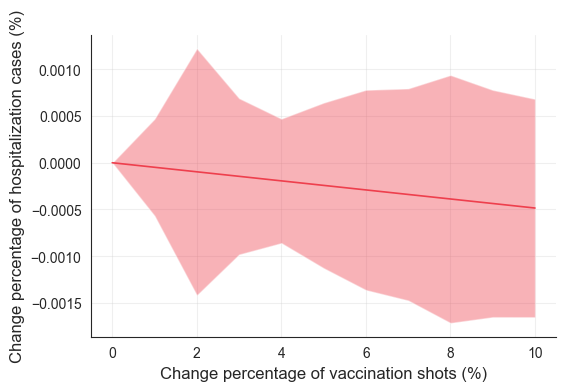 Change percentage of hospitalization cases (%)
0.0010
0.0005
0.0000
−0.0005
−0.0010
−0.0015
0 2 4 6 8 10
Change percentage of vaccination shots (%)